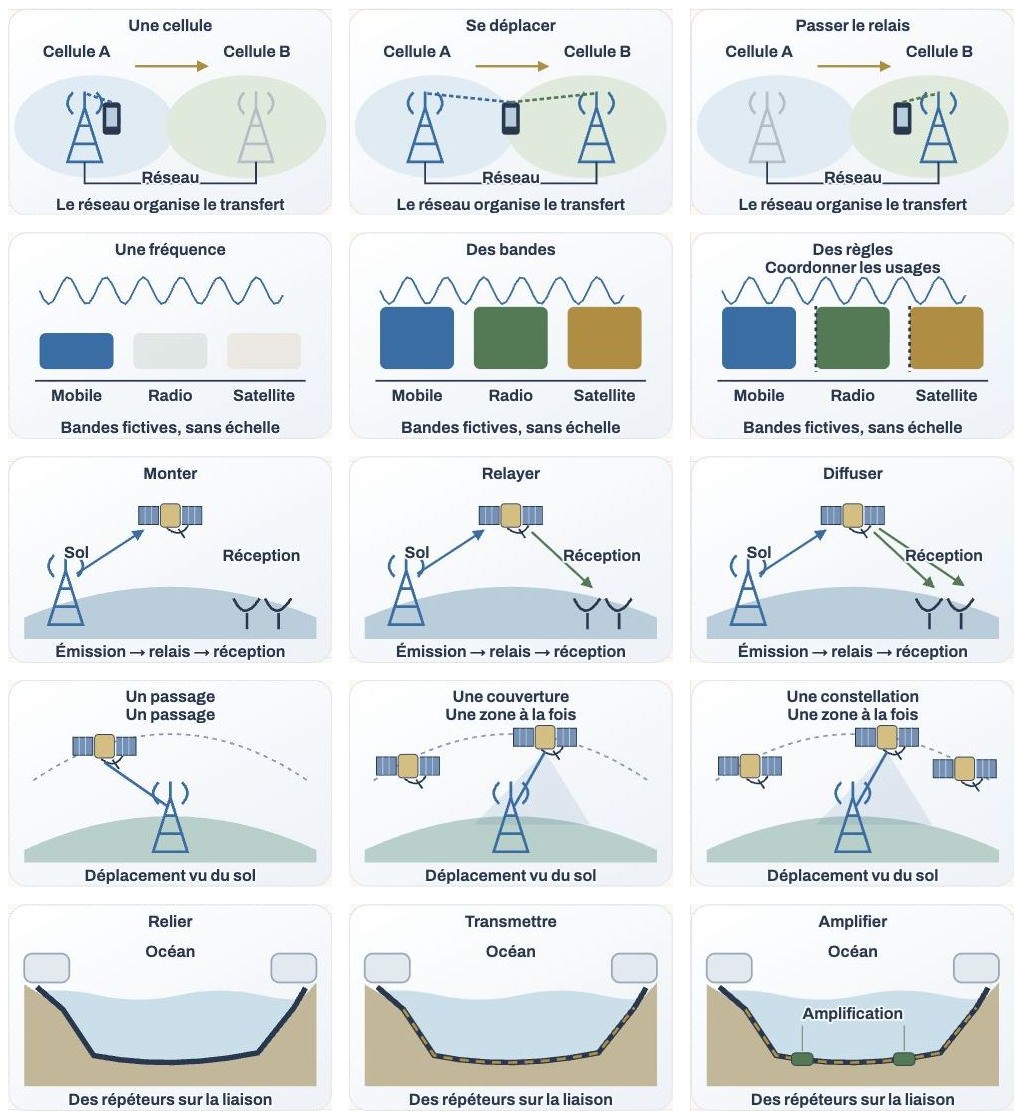 Une cellule
Cellule A
Cellule B
Réseau
Le réseau organise le transfert
Se déplacer
Cellule A
Cellule B
Réseau
Le réseau organise le transfert
Passer le relais
Cellule A
Cellule B
Réseau
Le réseau organise le transfert
Une fréquence
Mobile
Radio
Satellite
Bandes fictives, sans échelle
Des bandes
Mobile
Radio
Satellite
Bandes fictives, sans échelle
Des règles
Coordonner les usages
Mobile
Radio
Satellite
Bandes fictives, sans échelle
Monter
Sol
Réception
Émission → relais → réception
Relayer
Sol
Réception
Émission → relais → réception
Diffuser
Sol
Réception
Émission → relais → réception
Un passage
Un passage
Déplacement vu du sol
Une couverture
Une zone à la fois
Déplacement vu du sol
Une constellation
Une zone à la fois
Déplacement vu du sol
Relier
Océan
Des répéteurs sur la liaison
Transmettre
Océan
Des répéteurs sur la liaison
Amplifier
Océan
Amplification
Des répéteurs sur la liaison